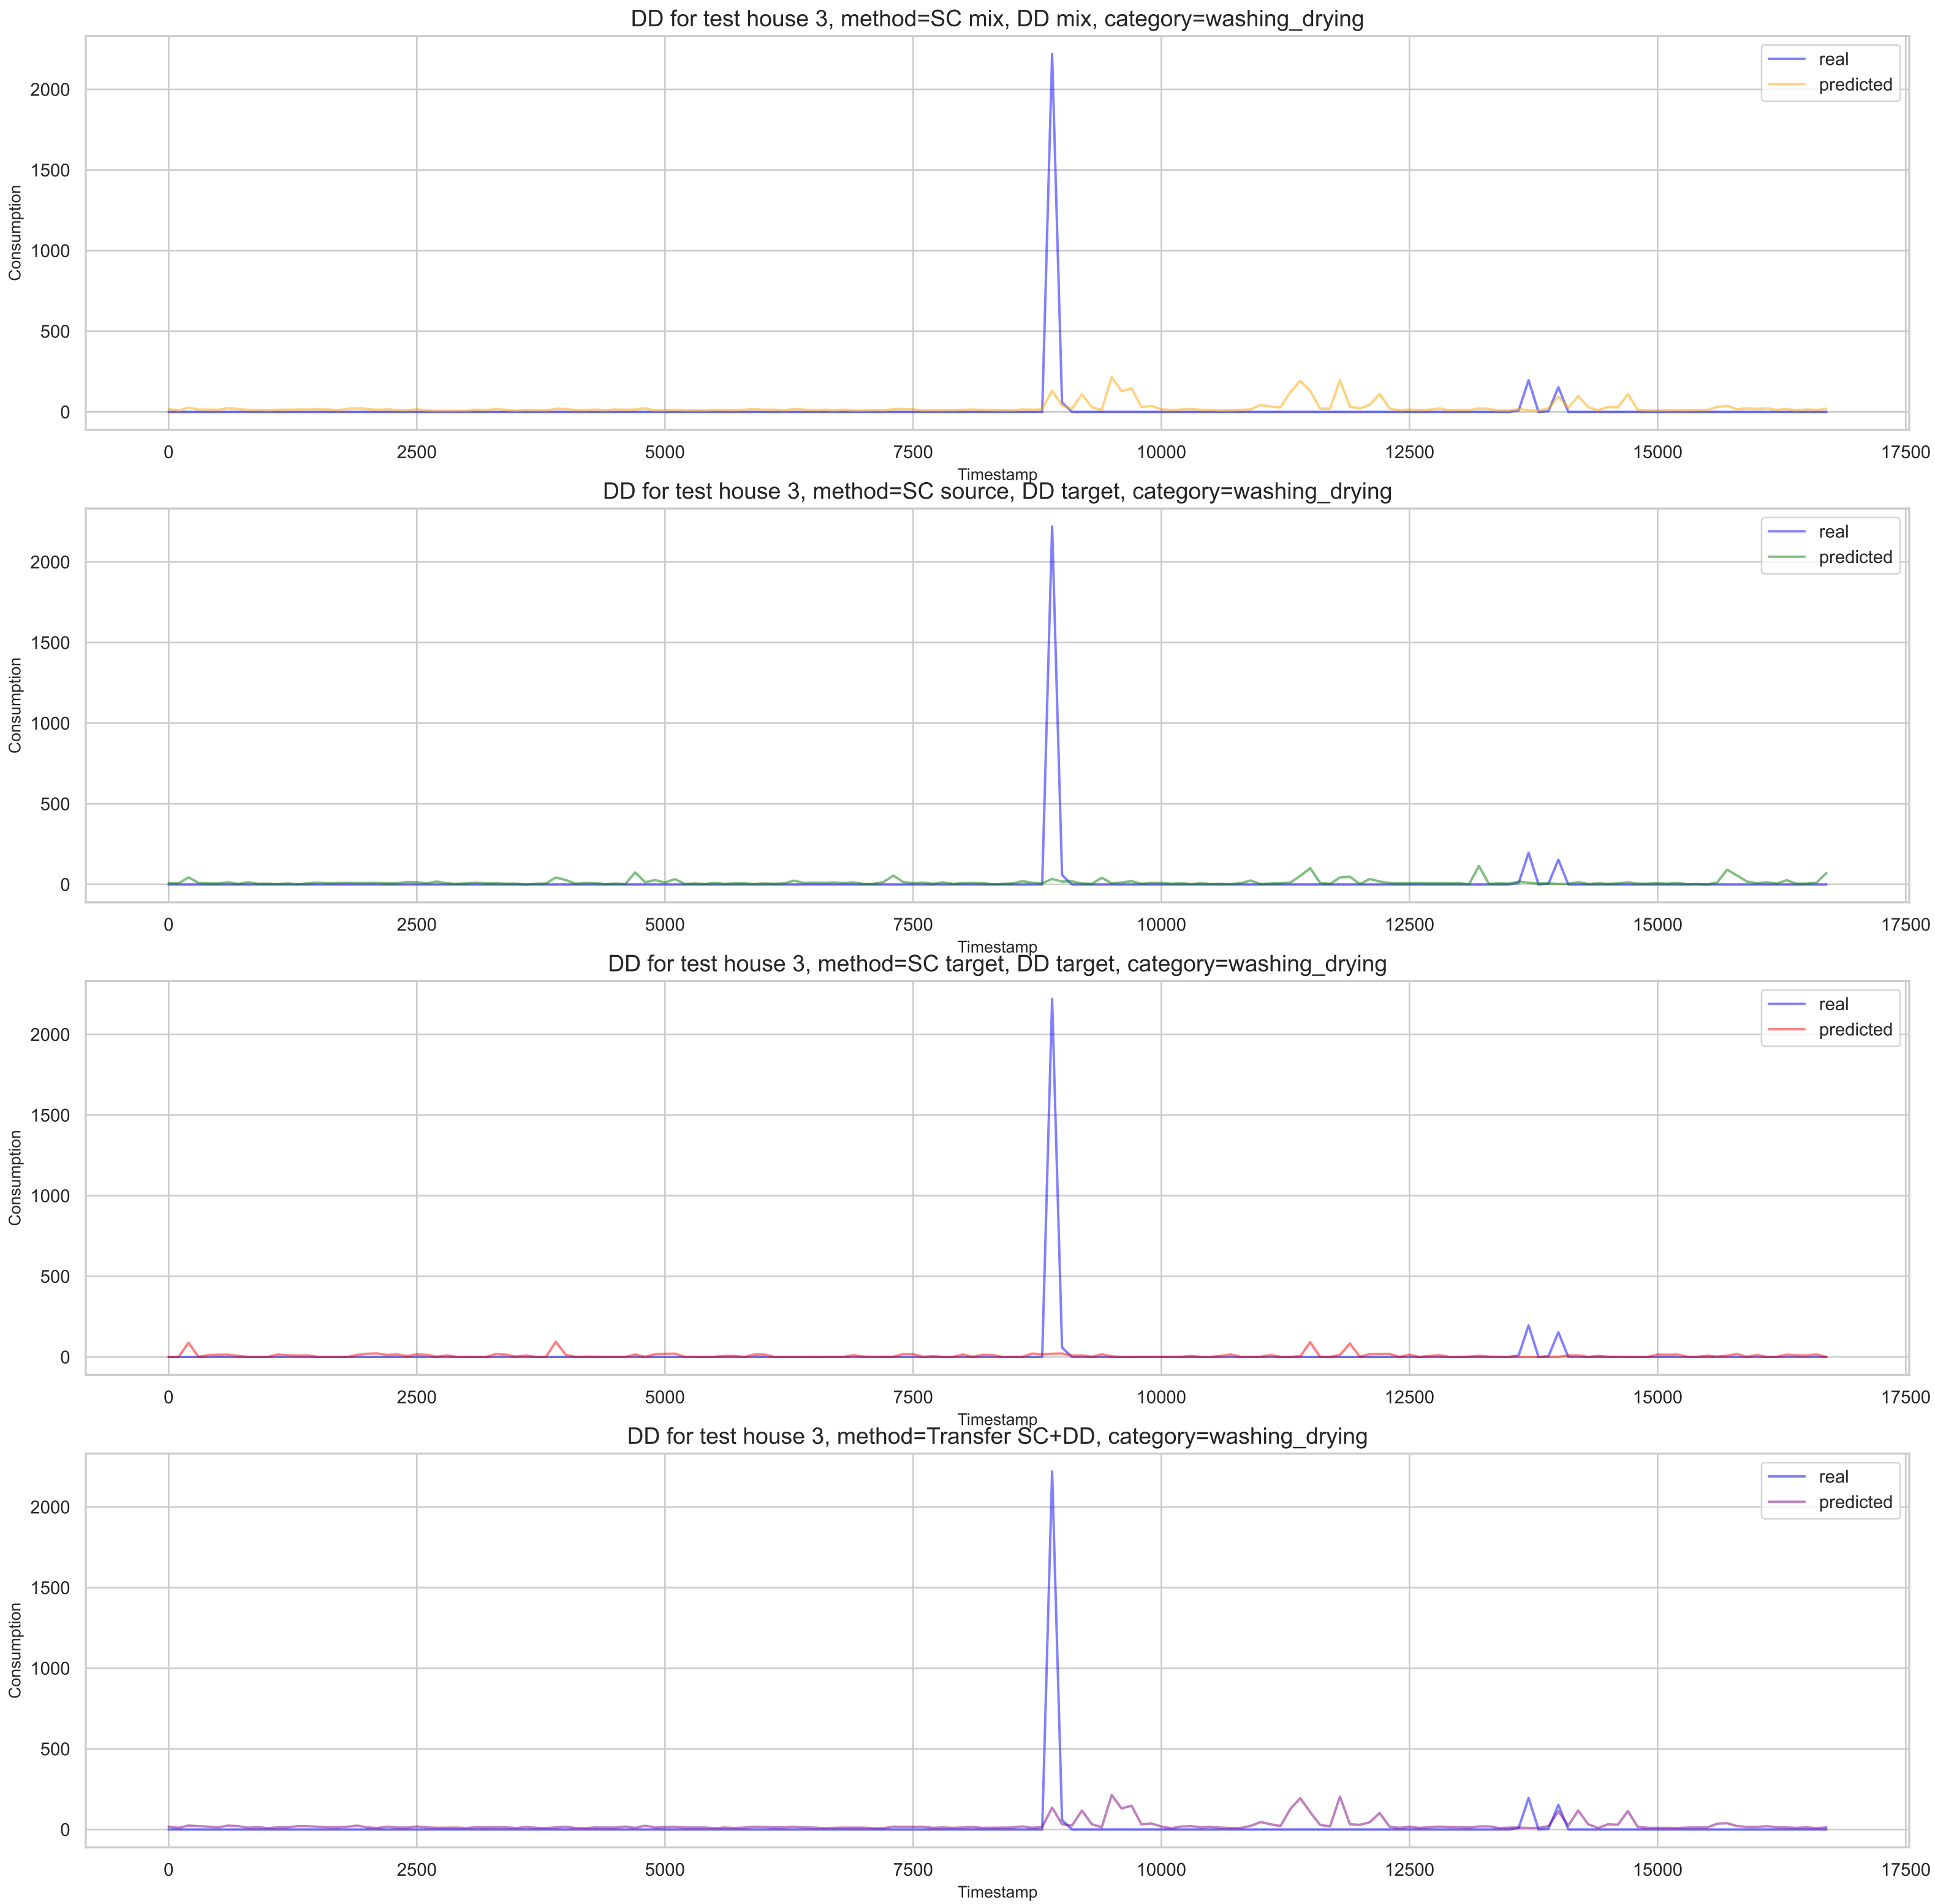 DD for test house 3, method=SC mix, DD mix, category=washing_drying
real
predicted
2000
1500
1000
500
0
Consumption
0 2500 5000 7500 10000 12500 15000 17500
Timestamp
DD for test house 3, method=SC source, DD target, category=washing_drying
real
predicted
2000
1500
1000
500
0
Consumption
0 2500 5000 7500 10000 12500 15000 17500
Timestamp
DD for test house 3, method=SC target, DD target, category=washing_drying
real
predicted
2000
1500
1000
500
0
Consumption
0 2500 5000 7500 10000 12500 15000 17500
Timestamp
DD for test house 3, method=Transfer SC+DD, category=washing_drying
real
predicted
2000
1500
1000
500
0
Consumption
0 2500 5000 7500 10000 12500 15000 17500
Timestamp